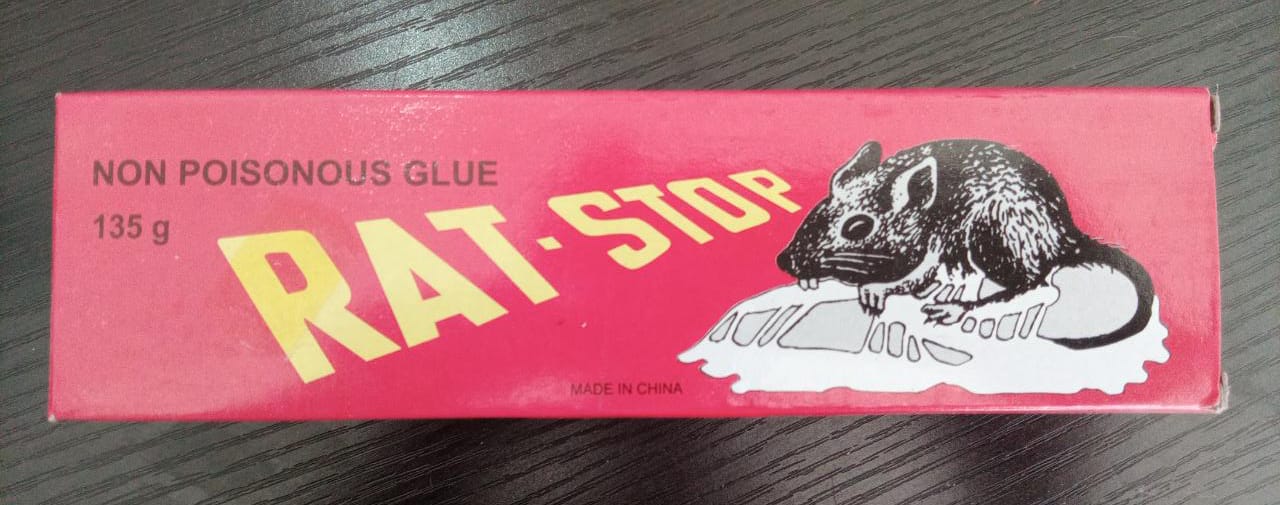 NON POISONOUS GLUE
135 g
RAT-STOP
MADE IN CHINA